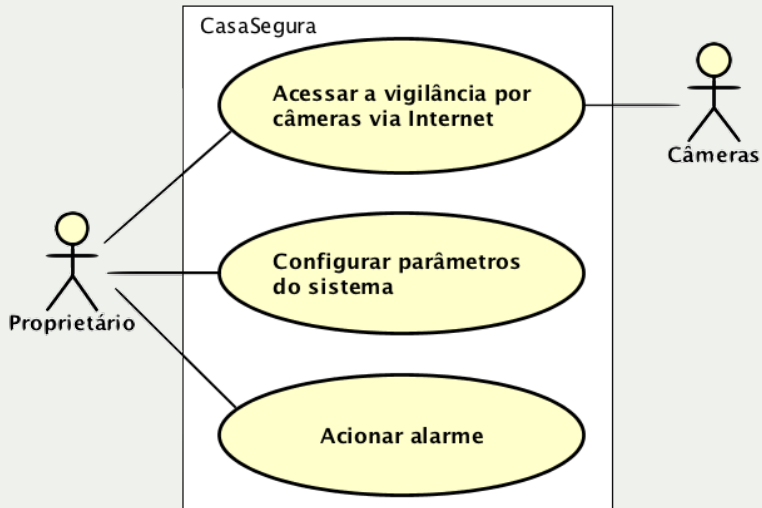 CasaSegura
Acessar a vigilância por
câmeras via Internet
Câmeras
Configurar parâmetros
do sistema
Proprietário
Acionar alarme